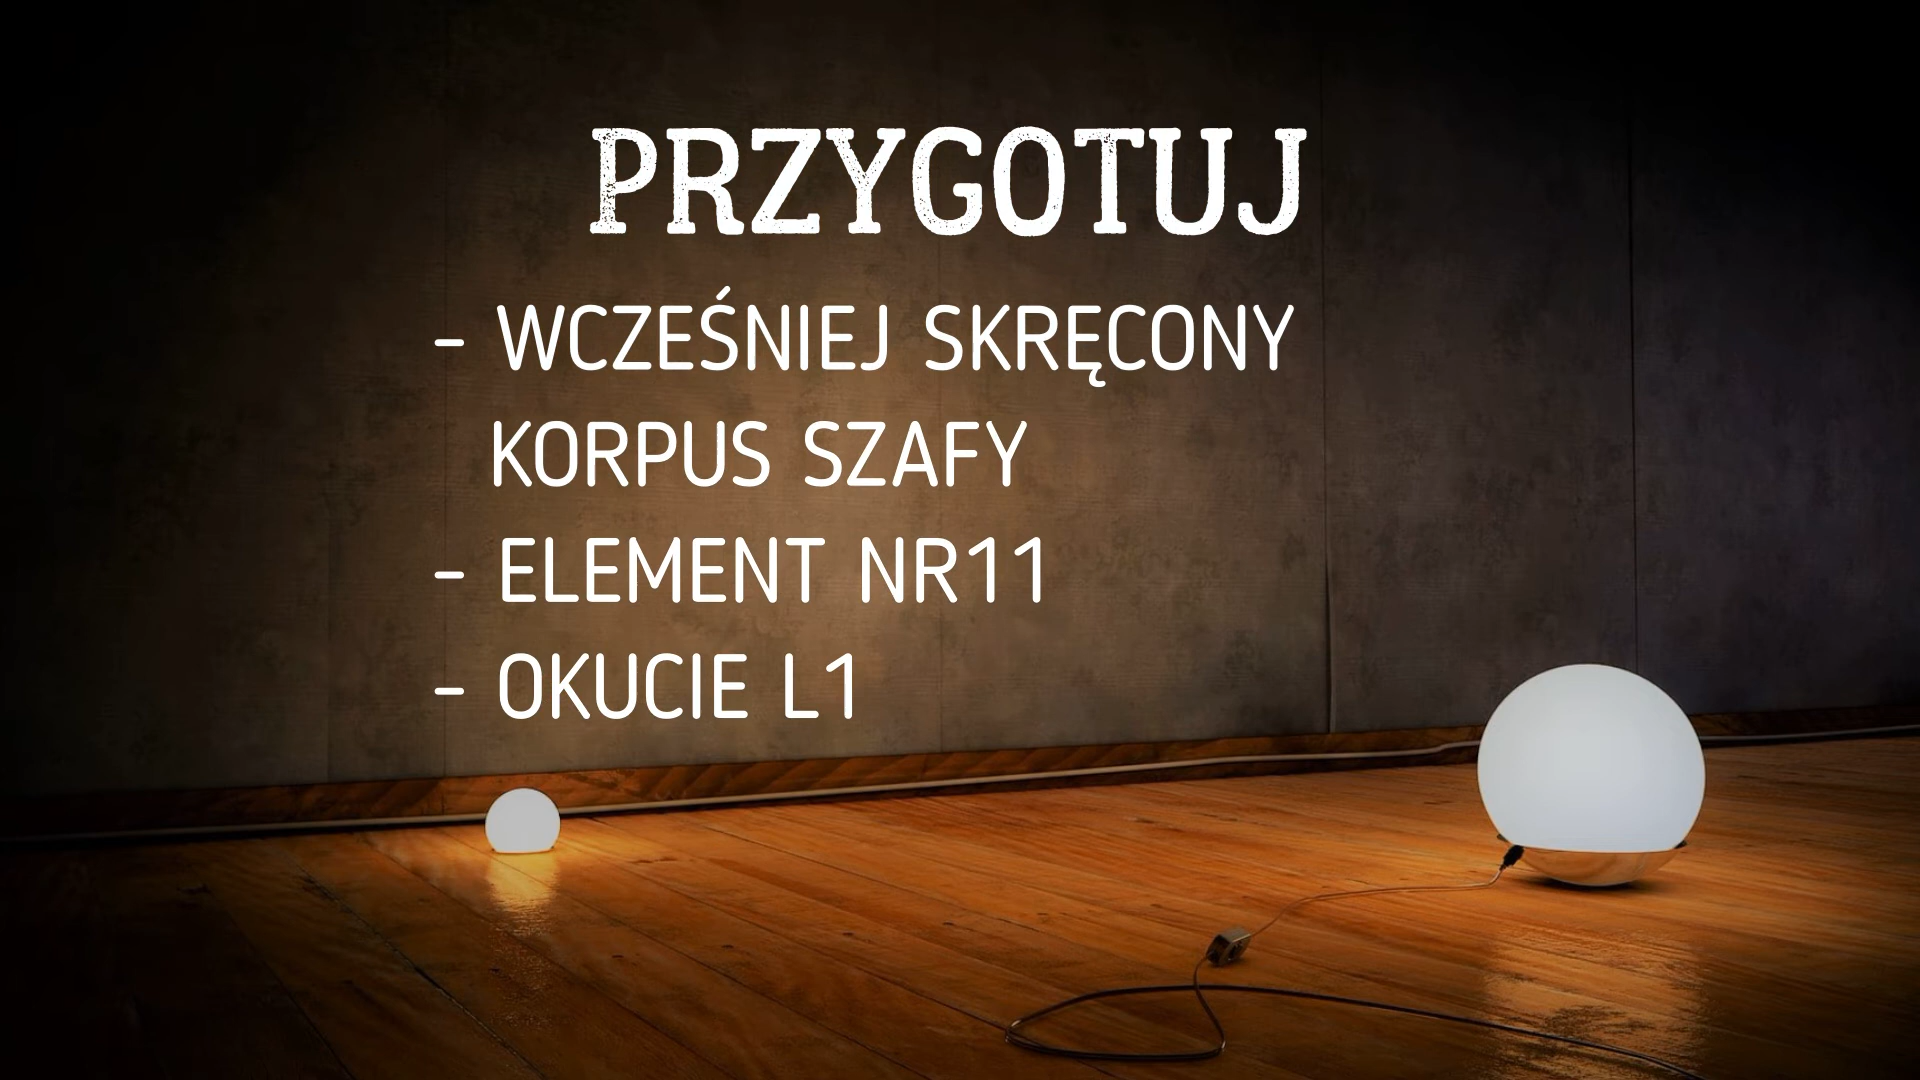 PRZYGOTUJ
- WCZEŚNIEJ SKRĘCONY
KORPUS SZAFY
- ELEMENT NR11
- OKUCIE L1